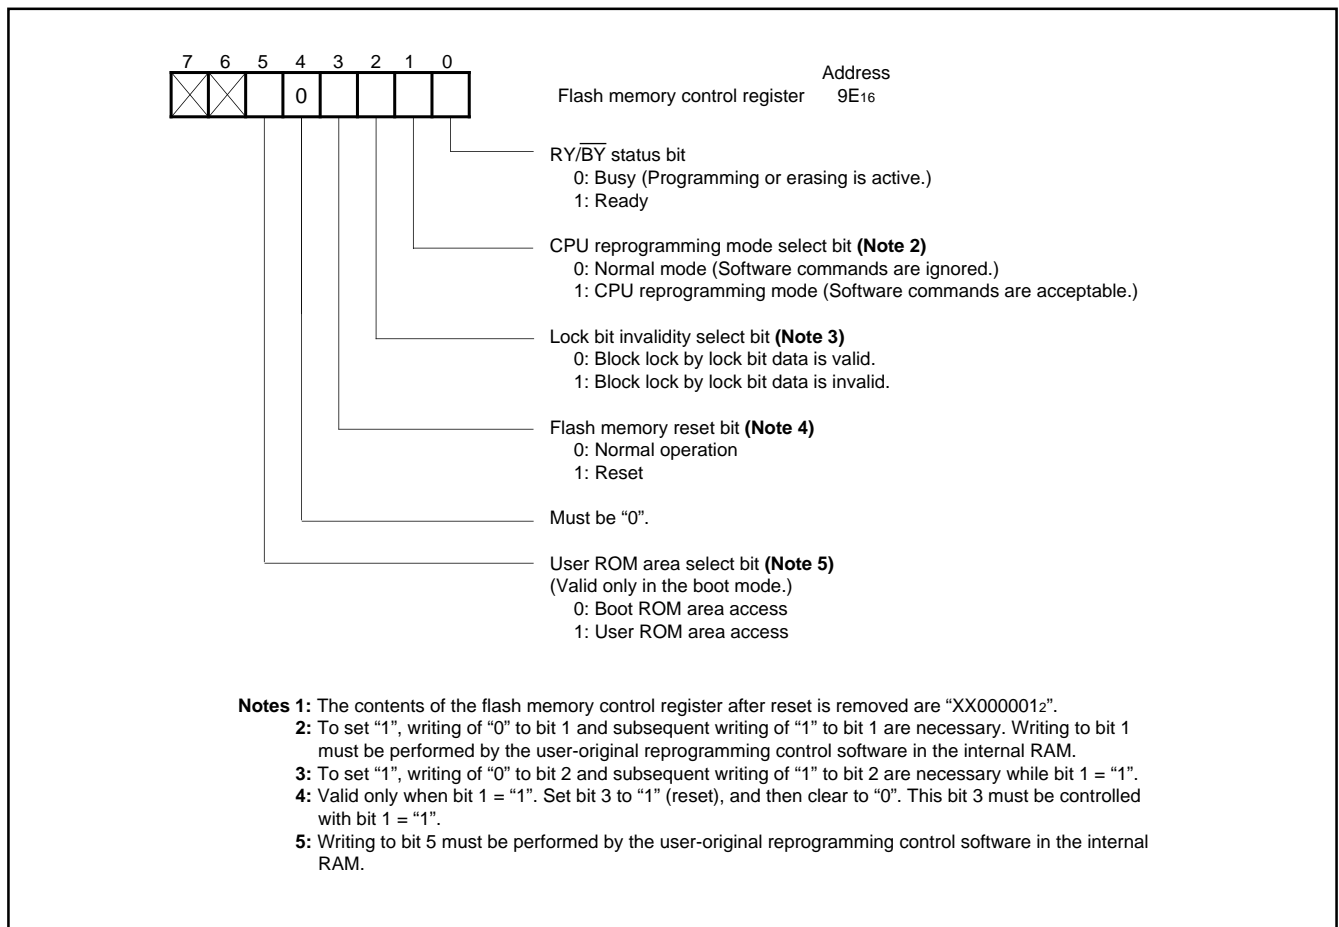 7 6 5 4 3 2 1 0
0
Address
Flash memory control register 9E16
RY/BY status bit
0: Busy (Programming or erasing is active.)
1: Ready
CPU reprogramming mode select bit (Note 2)
0: Normal mode (Software commands are ignored.)
1: CPU reprogramming mode (Software commands are acceptable.)
Lock bit invalidity select bit (Note 3)
0: Block lock by lock bit data is valid.
1: Block lock by lock bit data is invalid.
Flash memory reset bit (Note 4)
0: Normal operation
1: Reset
Must be “0”.
User ROM area select bit (Note 5)
(Valid only in the boot mode.)
0: Boot ROM area access
1: User ROM area access
Notes 1: The contents of the flash memory control register after reset is removed are “XX0000012”.
2: To set “1”, writing of “0” to bit 1 and subsequent writing of “1” to bit 1 are necessary. Writing to bit 1
must be performed by the user-original reprogramming control software in the internal RAM.
3: To set “1”, writing of “0” to bit 2 and subsequent writing of “1” to bit 2 are necessary while bit 1 = “1”.
4: Valid only when bit 1 = “1”. Set bit 3 to “1” (reset), and then clear to “0”. This bit 3 must be controlled
with bit 1 = “1”.
5: Writing to bit 5 must be performed by the user-original reprogramming control software in the internal
RAM.